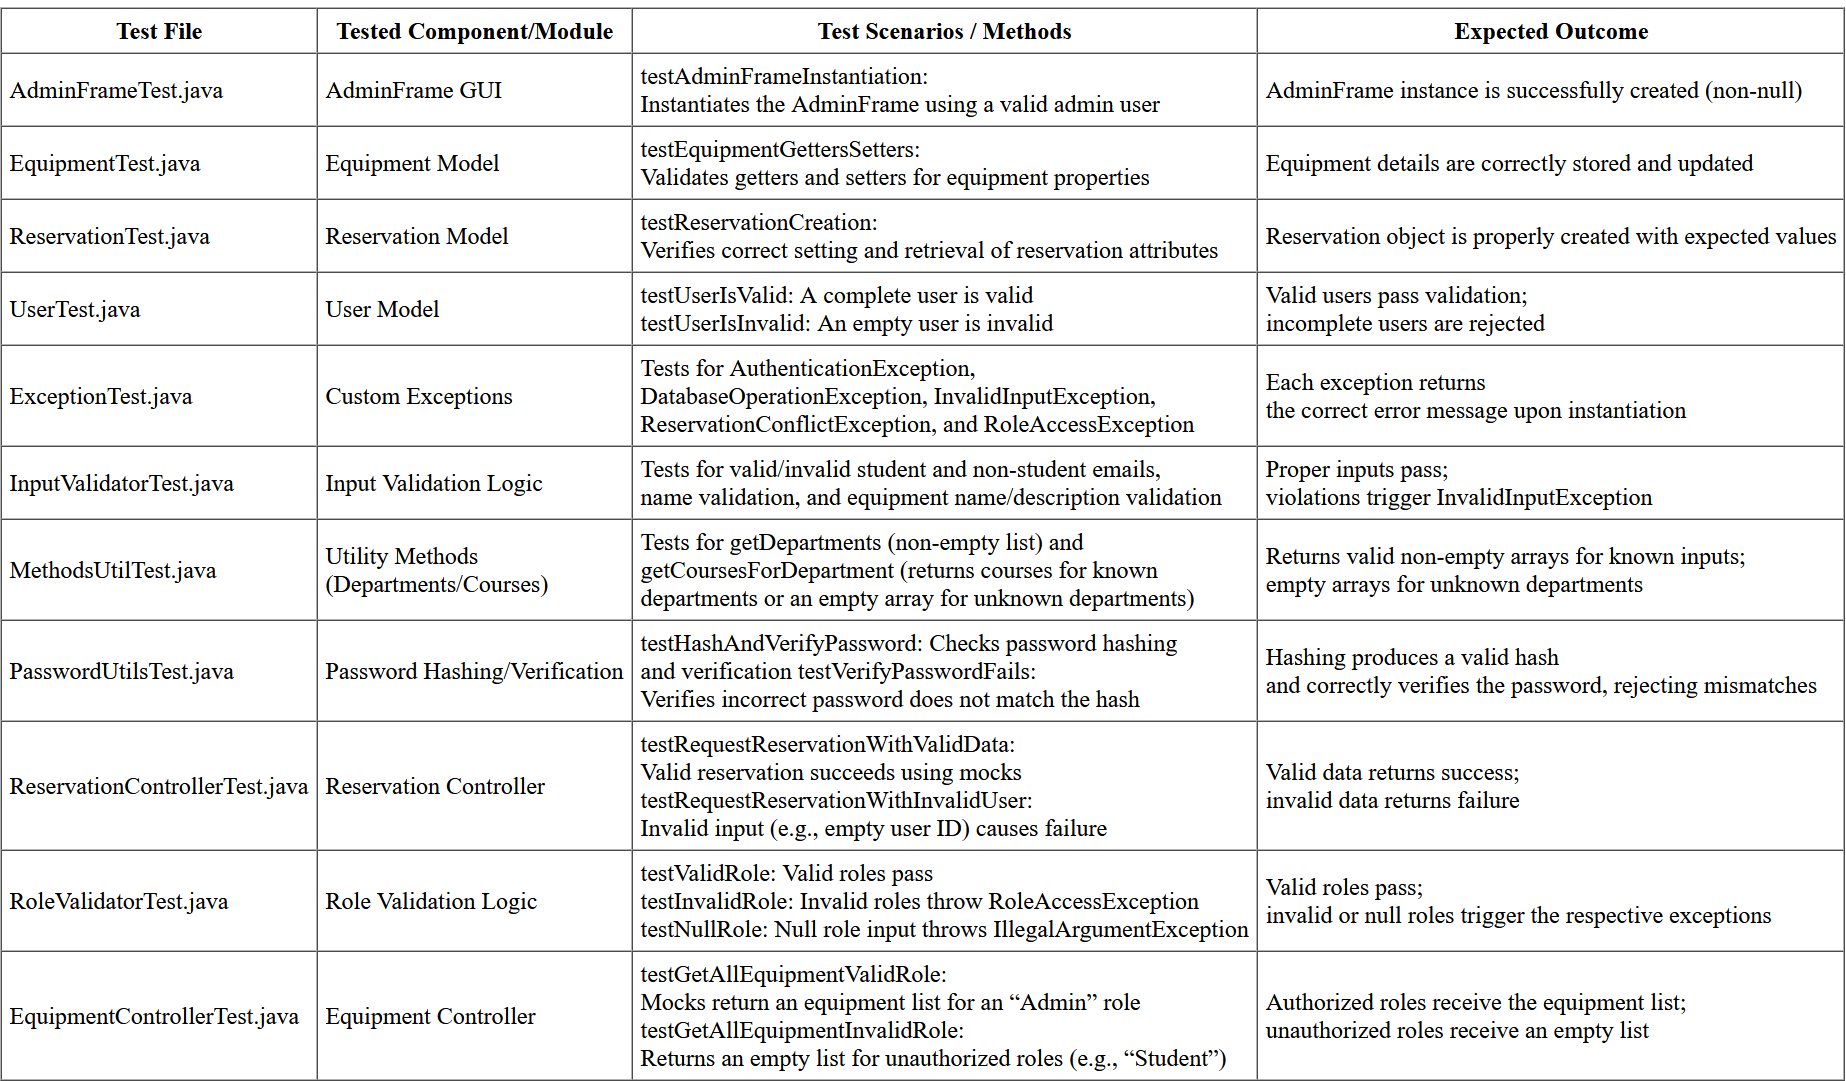 Test File
Tested Component/Module
Test Scenarios / Methods
Expected Outcome
AdminFrameTest.java
AdminFrame GUI
testAdminFrameInstantiation:
Instantiates the AdminFrame using a valid admin user
AdminFrame instance is successfully created (non-null)
EquipmentTest.java
Equipment Model
testEquipmentGettersSetters:
Validates getters and setters for equipment properties
Equipment details are correctly stored and updated
ReservationTest.java
Reservation Model
testReservationCreation:
Verifies correct setting and retrieval of reservation attributes
Reservation object is properly created with expected values
UserTest.java
User Model
testUserIsValid: A complete user is valid
testUserIsInvalid: An empty user is invalid
Valid users pass validation;
incomplete users are rejected
ExceptionTest.java
Custom Exceptions
Tests for AuthenticationException,
DatabaseOperationException, InvalidInputException,
ReservationConflictException, and RoleAccessException
Each exception returns
the correct error message upon instantiation
InputValidatorTest.java
Input Validation Logic
Tests for valid/invalid student and non-student emails,
name validation, and equipment name/description validation
Proper inputs pass;
violations trigger InvalidInputException
MethodsUtilTest.java
Utility Methods
(Departments/Courses)
Tests for getDepartments (non-empty list) and
getCoursesForDepartment (returns courses for known
departments or an empty array for unknown departments)
Returns valid non-empty arrays for known inputs;
empty arrays for unknown departments
PasswordUtilsTest.java
Password Hashing/Verification
testHashAndVerifyPassword: Checks password hashing
and verification testVerifyPasswordFails:
Verifies incorrect password does not match the hash
Hashing produces a valid hash
and correctly verifies the password, rejecting mismatches
ReservationControllerTest.java
Reservation Controller
testRequestReservationWithValidData:
Valid reservation succeeds using mocks
testRequestReservationWithInvalidUser:
Invalid input (e.g., empty user ID) causes failure
Valid data returns success;
invalid data returns failure
RoleValidatorTest.java
Role Validation Logic
testValidRole: Valid roles pass
testInvalidRole: Invalid roles throw RoleAccessException
testNullRole: Null role input throws IllegalArgumentException
Valid roles pass;
invalid or null roles trigger the respective exceptions
EquipmentControllerTest.java
Equipment Controller
testGetAllEquipmentValidRole:
Mocks return an equipment list for an “Admin” role
testGetAllEquipmentInvalidRole:
Returns an empty list for unauthorized roles (e.g., “Student”)
Authorized roles receive the equipment list;
unauthorized roles receive an empty list